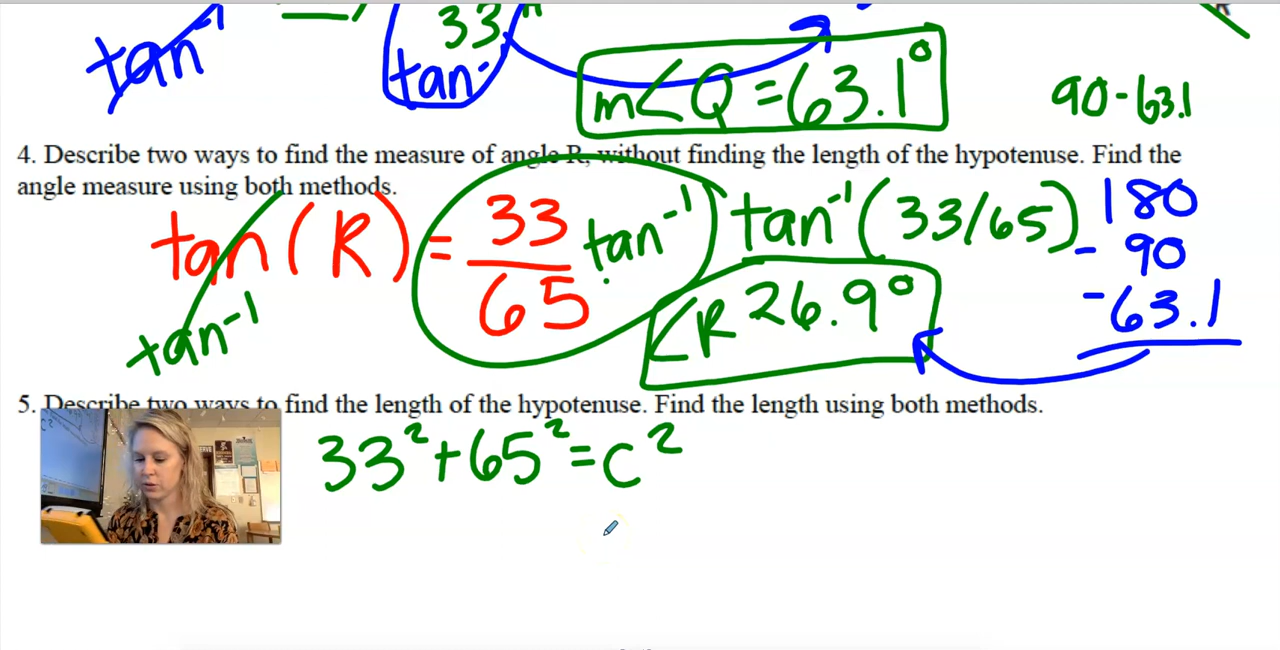 tan⁻¹
33
tan⁻
m∠Q = 63.1°
90 - 63.1
4. Describe two ways to find the measure of angle R, without finding the length of the hypotenuse. Find the
angle measure using both methods.
tan(R) = 33/65 tan⁻¹
tan⁻¹
tan⁻¹(33/65)
∠R 26.9°
180
- 90
- 63.1
5. Describe two ways to find the length of the hypotenuse. Find the length using both methods.
33² + 65² = c²